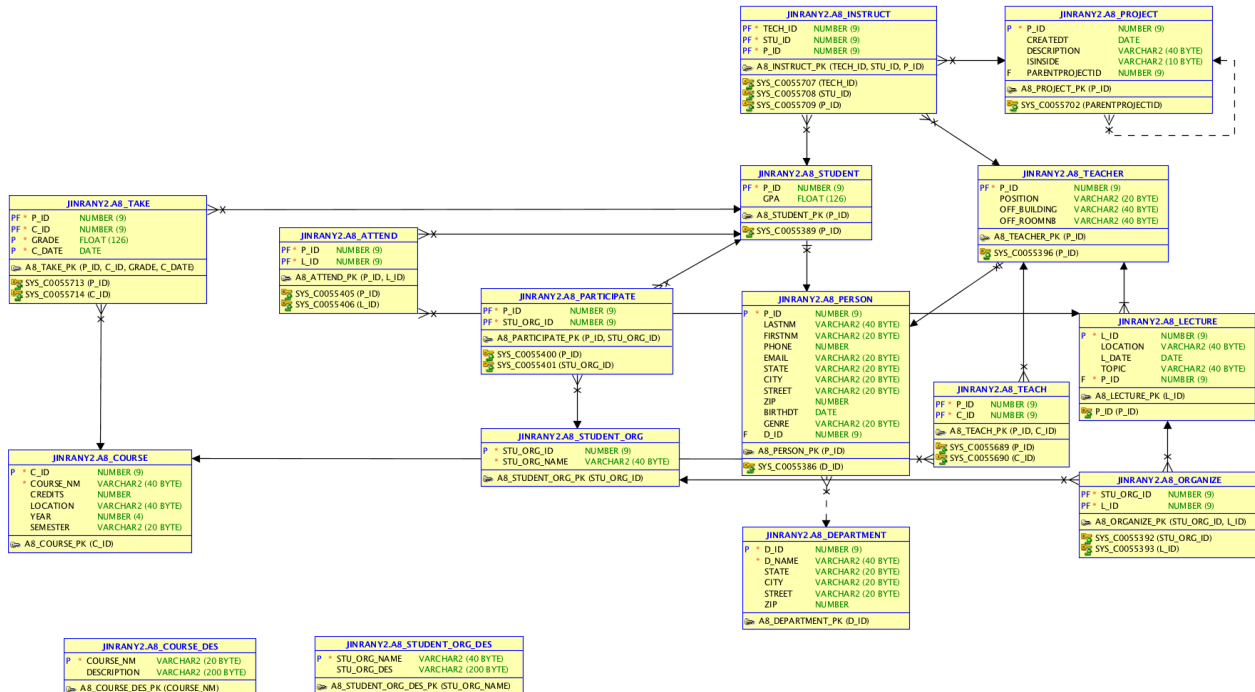 JINRANY2.A8_INSTRUCT
PF * TECH_ID NUMBER (9)
PF * STU_ID NUMBER (9)
PF * P_ID NUMBER (9)
A8_INSTRUCT_PK (TECH_ID, STU_ID, P_ID)
SYS_C0055707 (TECH_ID)
SYS_C0055708 (STU_ID)
SYS_C0055709 (P_ID)
JINRANY2.A8_PROJECT
P * P_ID NUMBER (9)
CREATEDT DATE
DESCRIPTION VARCHAR2 (40 BYTE)
ISINSIDE VARCHAR2 (10 BYTE)
F PARENTPROJECTID NUMBER (9)
A8_PROJECT_PK (P_ID)
SYS_C0055702 (PARENTPROJECTID)
JINRANY2.A8_STUDENT
PF * P_ID NUMBER (9)
GPA FLOAT (126)
A8_STUDENT_PK (P_ID)
SYS_C0055389 (P_ID)
JINRANY2.A8_TEACHER
PF * P_ID NUMBER (9)
POSITION VARCHAR2 (20 BYTE)
OFF_BUILDING VARCHAR2 (40 BYTE)
OFF_ROOMNB VARCHAR2 (40 BYTE)
A8_TEACHER_PK (P_ID)
SYS_C0055396 (P_ID)
JINRANY2.A8_TAKE
PF * P_ID NUMBER (9)
PF * C_ID NUMBER (9)
P * GRADE FLOAT (126)
P * C_DATE DATE
A8_TAKE_PK (P_ID, C_ID, GRADE, C_DATE)
SYS_C0055713 (P_ID)
SYS_C0055714 (C_ID)
JINRANY2.A8_ATTEND
PF * P_ID NUMBER (9)
PF * L_ID NUMBER (9)
A8_ATTEND_PK (P_ID, L_ID)
SYS_C0055405 (P_ID)
SYS_C0055406 (L_ID)
JINRANY2.A8_PARTICIPATE
PF * P_ID NUMBER (9)
PF * STU_ORG_ID NUMBER (9)
A8_PARTICIPATE_PK (P_ID, STU_ORG_ID)
SYS_C0055400 (P_ID)
SYS_C0055401 (STU_ORG_ID)
JINRANY2.A8_PERSON
P * P_ID NUMBER (9)
LASTNM VARCHAR2 (40 BYTE)
FIRSTNM VARCHAR2 (20 BYTE)
PHONE NUMBER
EMAIL VARCHAR2 (20 BYTE)
STATE VARCHAR2 (20 BYTE)
CITY VARCHAR2 (20 BYTE)
STREET VARCHAR2 (20 BYTE)
ZIP NUMBER
BIRTHDT DATE
GENRE VARCHAR2 (20 BYTE)
F D_ID NUMBER (9)
A8_PERSON_PK (P_ID)
SYS_C0055386 (D_ID)
JINRANY2.A8_LECTURE
P * L_ID NUMBER (9)
LOCATION VARCHAR2 (40 BYTE)
L_DATE DATE
TOPIC VARCHAR2 (40 BYTE)
F * P_ID NUMBER (9)
A8_LECTURE_PK (L_ID)
P_ID (P_ID)
JINRANY2.A8_TEACH
PF * P_ID NUMBER (9)
PF * C_ID NUMBER (9)
A8_TEACH_PK (P_ID, C_ID)
SYS_C0055689 (P_ID)
SYS_C0055690 (C_ID)
JINRANY2.A8_STUDENT_ORG
P * STU_ORG_ID NUMBER (9)
* STU_ORG_NAME VARCHAR2 (40 BYTE)
A8_STUDENT_ORG_PK (STU_ORG_ID)
JINRANY2.A8_COURSE
P * C_ID NUMBER (9)
* COURSE_NM VARCHAR2 (40 BYTE)
CREDITS NUMBER
LOCATION VARCHAR2 (40 BYTE)
YEAR NUMBER (4)
SEMESTER VARCHAR2 (20 BYTE)
A8_COURSE_PK (C_ID)
JINRANY2.A8_ORGANIZE
PF * STU_ORG_ID NUMBER (9)
PF * L_ID NUMBER (9)
A8_ORGANIZE_PK (STU_ORG_ID, L_ID)
SYS_C0055392 (STU_ORG_ID)
SYS_C0055393 (L_ID)
JINRANY2.A8_DEPARTMENT
P * D_ID NUMBER (9)
* D_NAME VARCHAR2 (40 BYTE)
STATE VARCHAR2 (20 BYTE)
CITY VARCHAR2 (20 BYTE)
STREET VARCHAR2 (20 BYTE)
ZIP NUMBER
A8_DEPARTMENT_PK (D_ID)
JINRANY2.A8_COURSE_DES
P * COURSE_NM VARCHAR2 (20 BYTE)
DESCRIPTION VARCHAR2 (200 BYTE)
A8_COURSE_DES_PK (COURSE_NM)
JINRANY2.A8_STUDENT_ORG_DES
P * STU_ORG_NAME VARCHAR2 (40 BYTE)
STU_ORG_DES VARCHAR2 (200 BYTE)
A8_STUDENT_ORG_DES_PK (STU_ORG_NAME)